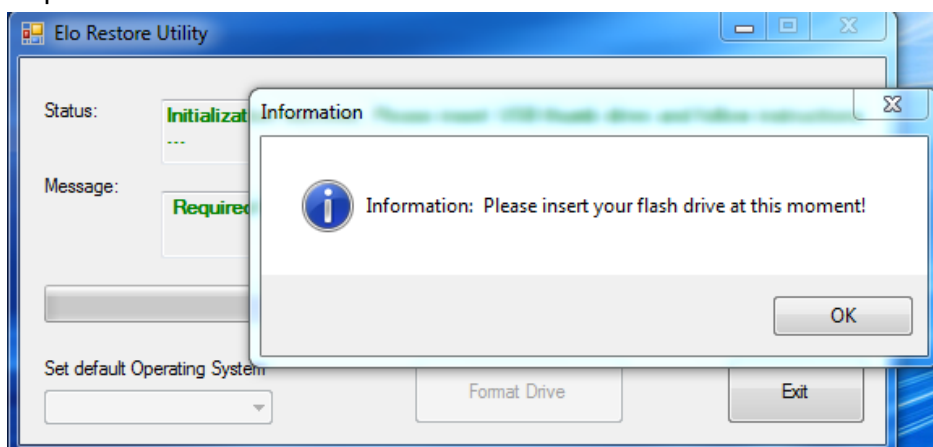 Elo Restore Utility
Information
Status:
Initializat
---
Message:
Required
Information:  Please insert your flash drive at this moment!
OK
Set default Operating System
Format Drive
Exit